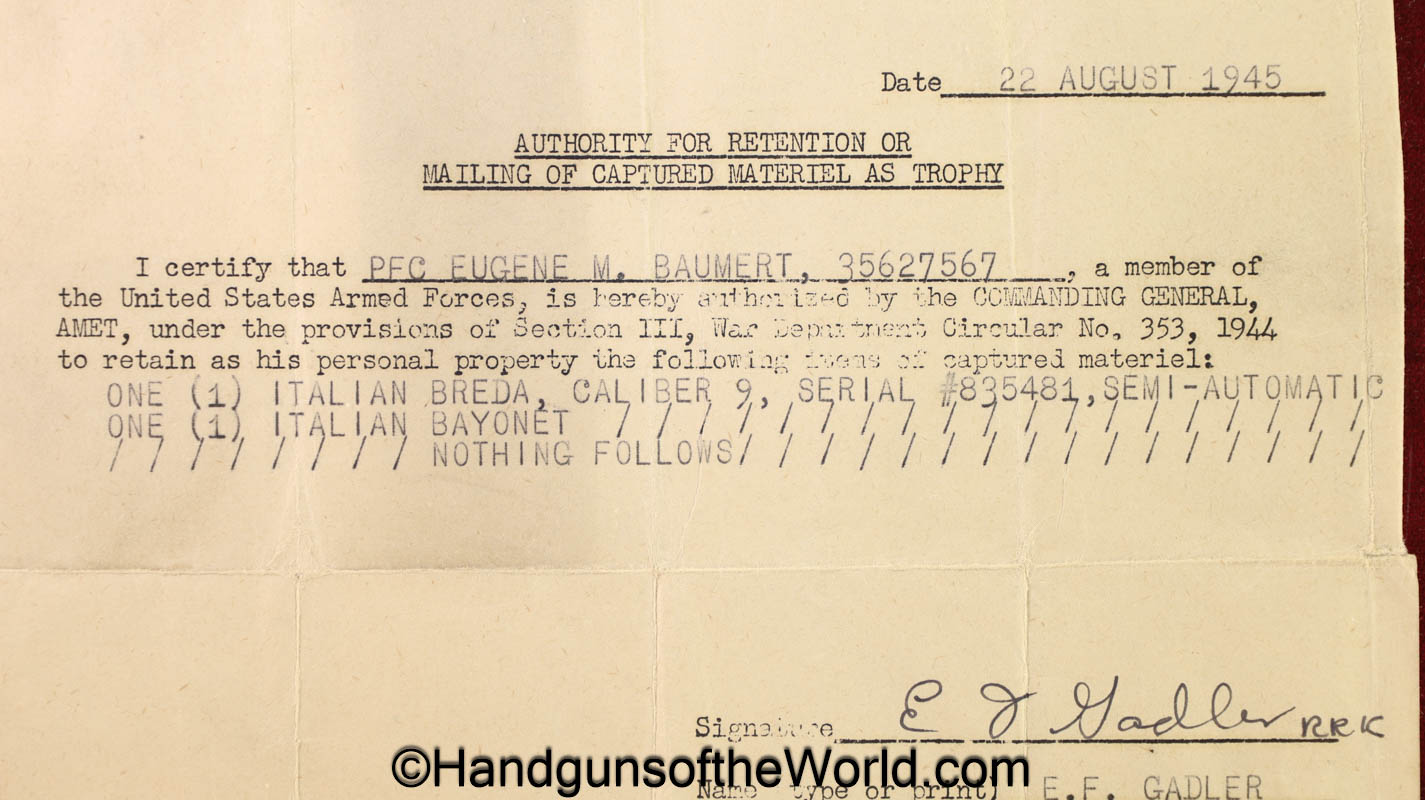 Date 22 AUGUST 1945
AUTHORITY FOR RETENTION OR
MAILING OF CAPTURED MATERIEL AS TROPHY
I certify that PFC EUGENE M. BAUMERT, 35627567 , a member of
the United States Armed Forces, is hereby authorized by the COMMANDING GENERAL,
AMET, under the provisions of Section III, War Department Circular No. 353, 1944
to retain as his personal property the following items of captured materiel:
ONE (1) ITALIAN BREDA, CALIBER 9, SERIAL #835481,SEMI-AUTOMATIC
ONE (1) ITALIAN BAYONET / / / / / / / / / / / / / / / / / / / /
/ / / / / / / / NOTHING FOLLOWS/ / / / / / / / / / / / / / / / /
Signature E F Gadler RRK
©HandgunsoftheWorld.com
Name type or print) E.F. GADLER